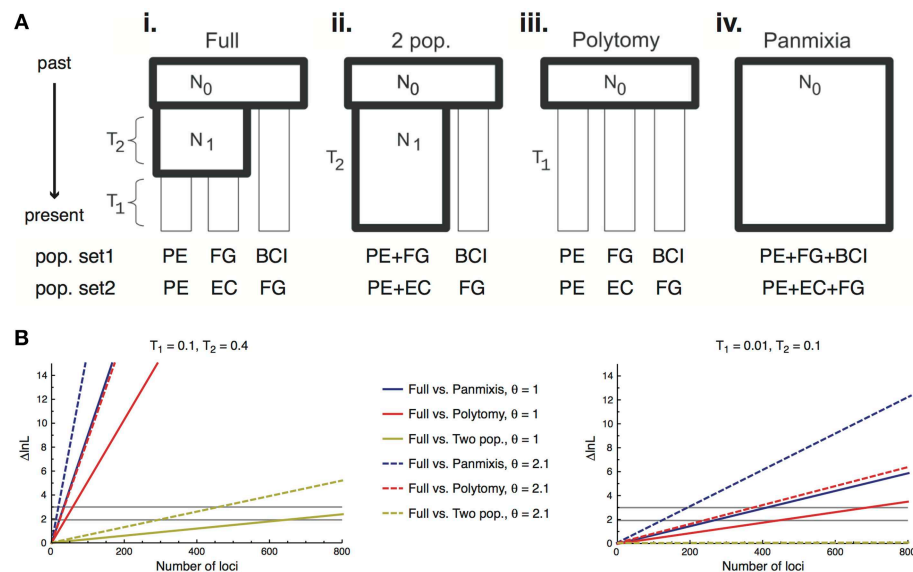 A
i.
ii.
iii.
iv.
Full
2 pop.
Polytomy
Panmixia
past
present
T2
T1
N0
N1
T2
N0
N1
T1
N0
N0
pop. set1 PE FG BCI PE+FG BCI PE FG BCI PE+FG+BCI
pop. set2 PE EC FG PE+EC FG PE EC FG PE+EC+FG
B
T1 = 0.1, T2 = 0.4
14
12
10
8
6
4
2
0
ΔlnL
0 200 400 600 800
Number of loci
Full vs. Panmixis, θ = 1
Full vs. Polytomy, θ = 1
Full vs. Two pop., θ = 1
Full vs. Panmixis, θ = 2.1
Full vs. Polytomy, θ = 2.1
Full vs. Two pop., θ = 2.1
T1 = 0.01, T2 = 0.1
14
12
10
8
6
4
2
0
ΔlnL
0 200 400 600 800
Number of loci